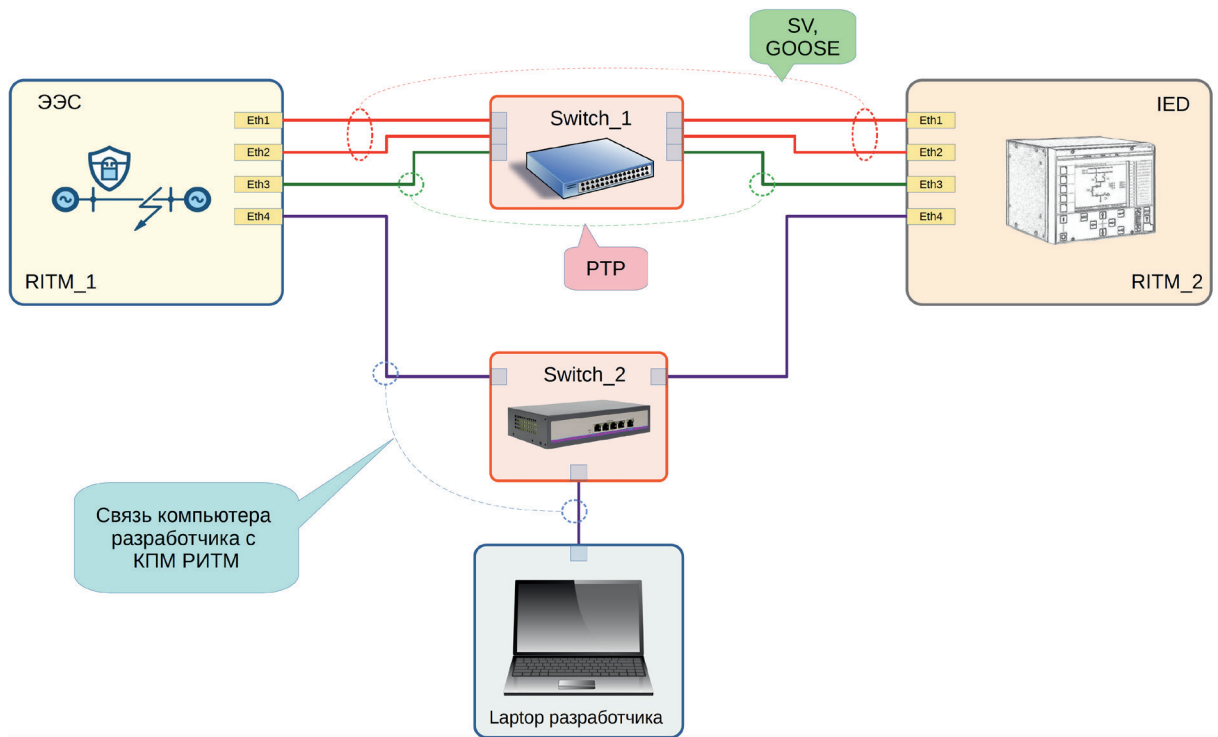 SV,
GOOSE
ЭЭС
Eth1
Eth2
Eth3
Eth4
RITM_1
Switch_1
PTP
IED
Eth1
Eth2
Eth3
Eth4
RITM_2
Switch_2
Связь компьютера
разработчика с
КПМ РИТМ
Laptop разработчика